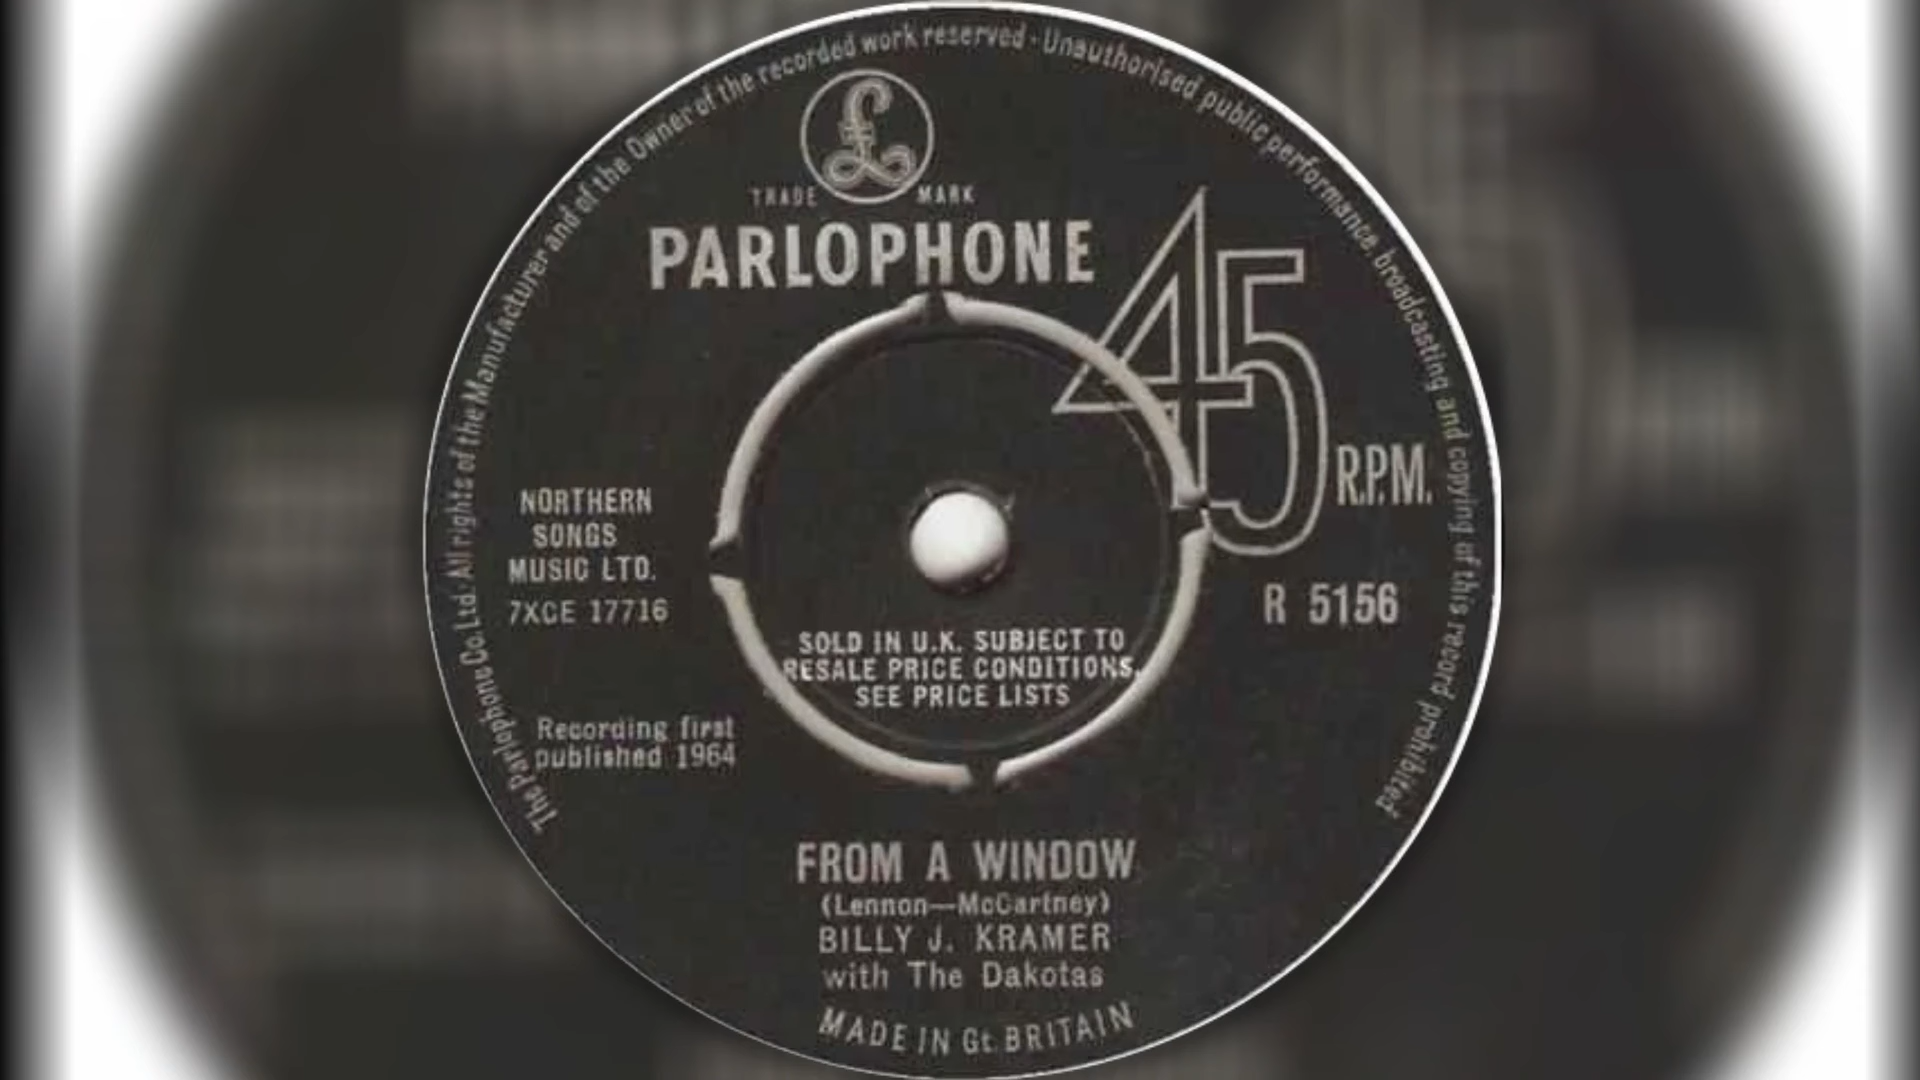 The Parlophone Co. Ltd. All rights of the Manufacturer and of the Owner of the recorded work reserved · Unauthorised public performance, broadcasting and copying of this record prohibited
£
TRADE MARK
PARLOPHONE
45
R.P.M.
NORTHERN
SONGS
MUSIC LTD.
7XCE 17716
R 5156
SOLD IN U.K. SUBJECT TO
RESALE PRICE CONDITIONS,
SEE PRICE LISTS
Recording first
published 1964
FROM A WINDOW
(Lennon—McCartney)
BILLY J. KRAMER
with The Dakotas
MADE IN Gt. BRITAIN